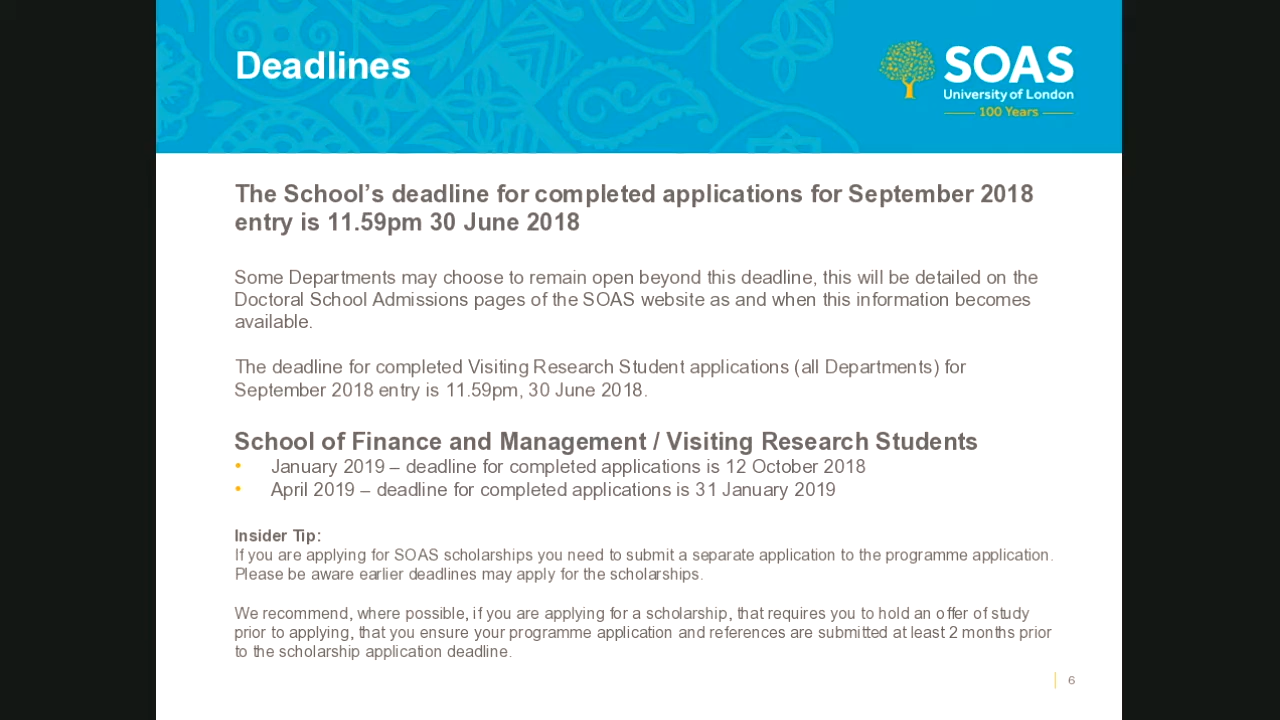 Deadlines
SOAS
University of London
100 Years
The School’s deadline for completed applications for September 2018
entry is 11.59pm 30 June 2018
Some Departments may choose to remain open beyond this deadline, this will be detailed on the
Doctoral School Admissions pages of the SOAS website as and when this information becomes
available.
The deadline for completed Visiting Research Student applications (all Departments) for
September 2018 entry is 11.59pm, 30 June 2018.
School of Finance and Management / Visiting Research Students
• January 2019 – deadline for completed applications is 12 October 2018
• April 2019 – deadline for completed applications is 31 January 2019
Insider Tip:
If you are applying for SOAS scholarships you need to submit a separate application to the programme application.
Please be aware earlier deadlines may apply for the scholarships.
We recommend, where possible, if you are applying for a scholarship, that requires you to hold an offer of study
prior to applying, that you ensure your programme application and references are submitted at least 2 months prior
to the scholarship application deadline.
6